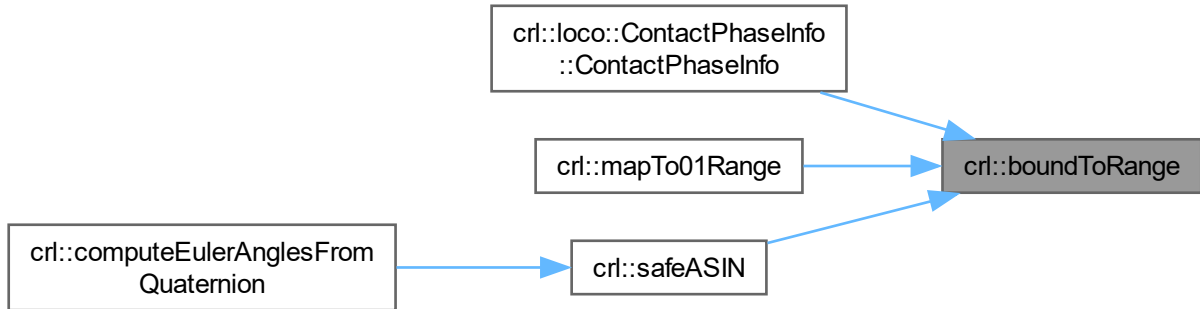 crl::loco::ContactPhaseInfo
::ContactPhaseInfo
crl::mapTo01Range
crl::boundToRange
crl::computeEulerAnglesFrom
Quaternion
crl::safeASIN